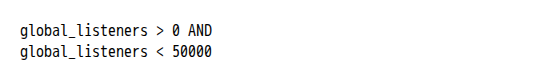 global_listeners > 0 AND
global_listeners < 50000